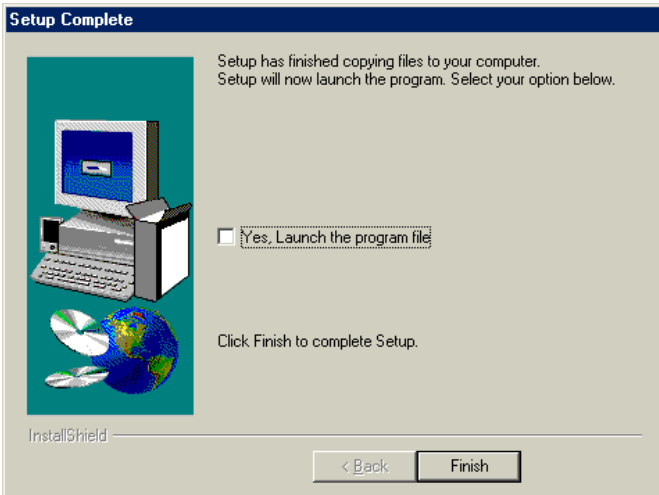 Setup Complete
Setup has finished copying files to your computer.
Setup will now launch the program. Select your option below.
Yes, Launch the program file
Click Finish to complete Setup.
InstallShield
< Back
Finish